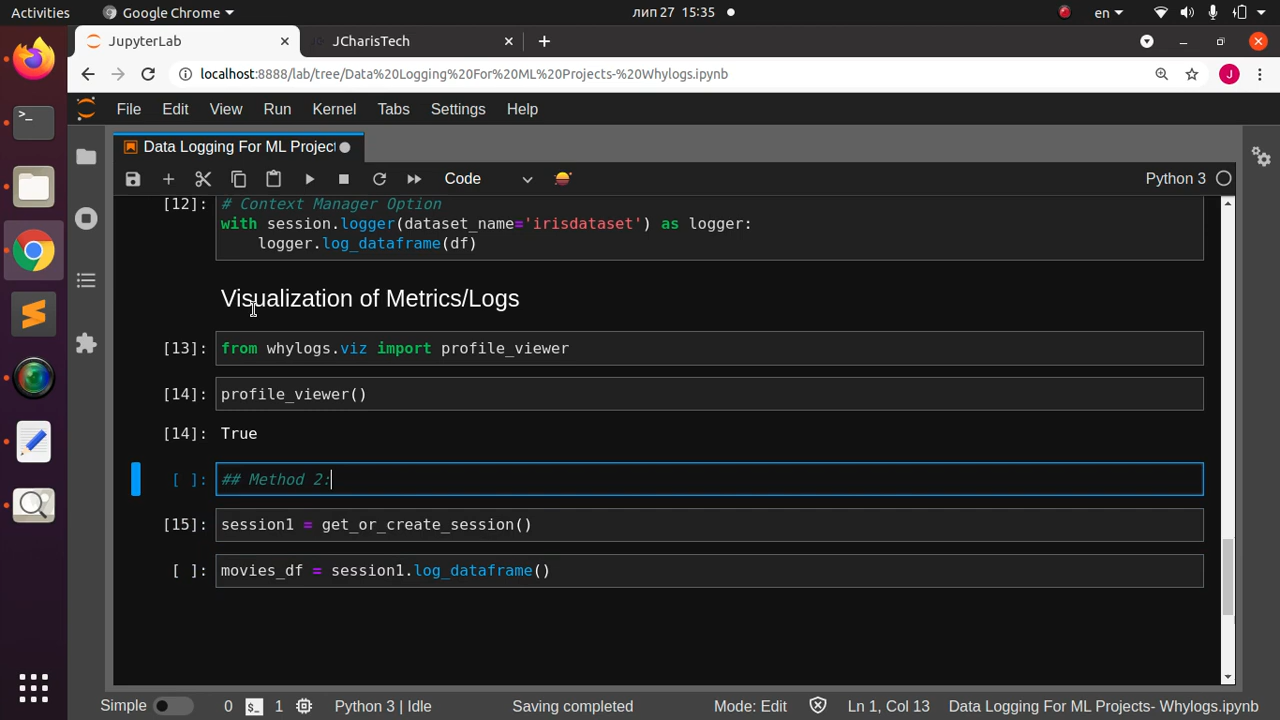 Activities Google Chrome лип 27 15:35 en
JupyterLab JCharisTech
localhost:8888/lab/tree/Data%20Logging%20For%20ML%20Projects-%20Whylogs.ipynb J
File Edit View Run Kernel Tabs Settings Help
Data Logging For ML Project
Code Python 3
[12]: # Context Manager Option
with session.logger(dataset_name='irisdataset') as logger:
logger.log_dataframe(df)
Visualization of Metrics/Logs
[13]: from whylogs.viz import profile_viewer
[14]: profile_viewer()
[14]: True
[ ]: ## Method 2:
[15]: session1 = get_or_create_session()
[ ]: movies_df = session1.log_dataframe()
Simple 0 $_ 1 Python 3 | Idle Saving completed Mode: Edit Ln 1, Col 13 Data Logging For ML Projects- Whylogs.ipynb